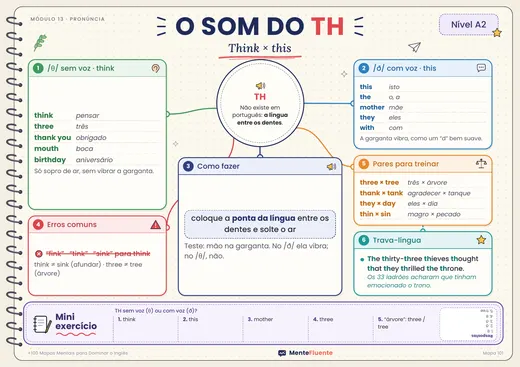 MÓDULO 13 · PRONÚNCIA
O SOM DO TH
Think × this
Nível A2
1 /θ/ sem voz · think
think pensar
three três
thank you obrigado
mouth boca
birthday aniversário
Só sopro de ar, sem vibrar a garganta.
TH
Não existe em
português: a língua
entre os dentes.
2 /ð/ com voz · this
this isto
the o, a
mother mãe
they eles
with com
A garganta vibra, como um "d" bem suave.
3 Como fazer
coloque a ponta da língua entre os
dentes e solte o ar
Teste: mão na garganta. No /ð/ ela vibra;
no /θ/, não.
4 Erros comuns
"fink" · "tink" · "sink" para think
think ≠ sink (afundar) · three ≠ tree
(árvore)
5 Pares para treinar
three × tree três × árvore
thank × tank agradecer × tanque
they × day eles × dia
thin × sin magro × pecado
6 Trava-língua
The thirty-three thieves thought
that they thrilled the throne.
Os 33 ladrões acharam que tinham
emocionado o trono.
Mini
exercício
TH sem voz (θ) ou com voz (ð)?
1. think
2. this
3. mother
4. three
5. "árvore": three /
tree
Respostas
+100 Mapas Mentais para Dominar o Inglês
MenteFluente